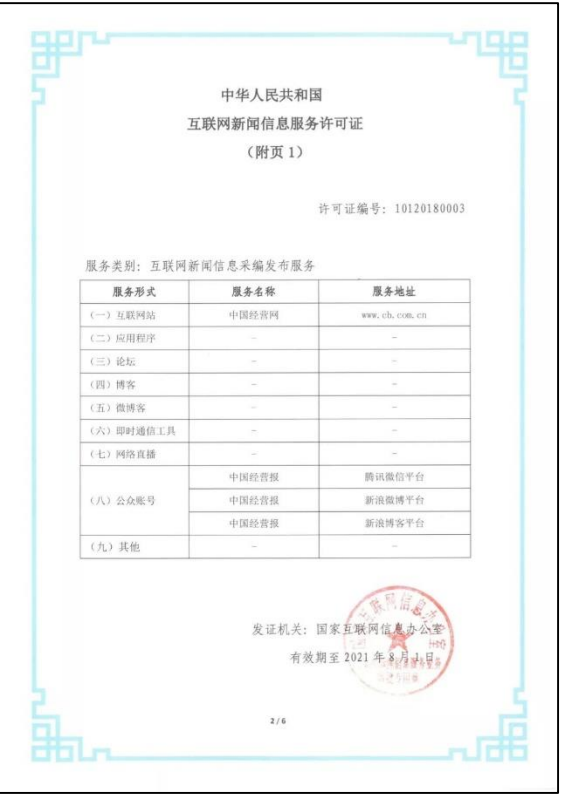 中华人民共和国
互联网新闻信息服务许可证
（附页 1）
许可证编号：10120180003
服务类别：互联网新闻信息采编发布服务
服务形式 服务名称 服务地址
（一）互联网站 中国经营网 www.cb.com.cn
（二）应用程序 － －
（三）论坛 － －
（四）博客 － －
（五）微博客 － －
（六）即时通信工具 － －
（七）网络直播 － －
（八）公众账号 中国经营报 腾讯微信平台
中国经营报 新浪微博平台
中国经营报 新浪博客平台
（九）其他 － －
发证机关：国家互联网信息办公室
有效期至 2021 年 8 月 1 日
2 / 6